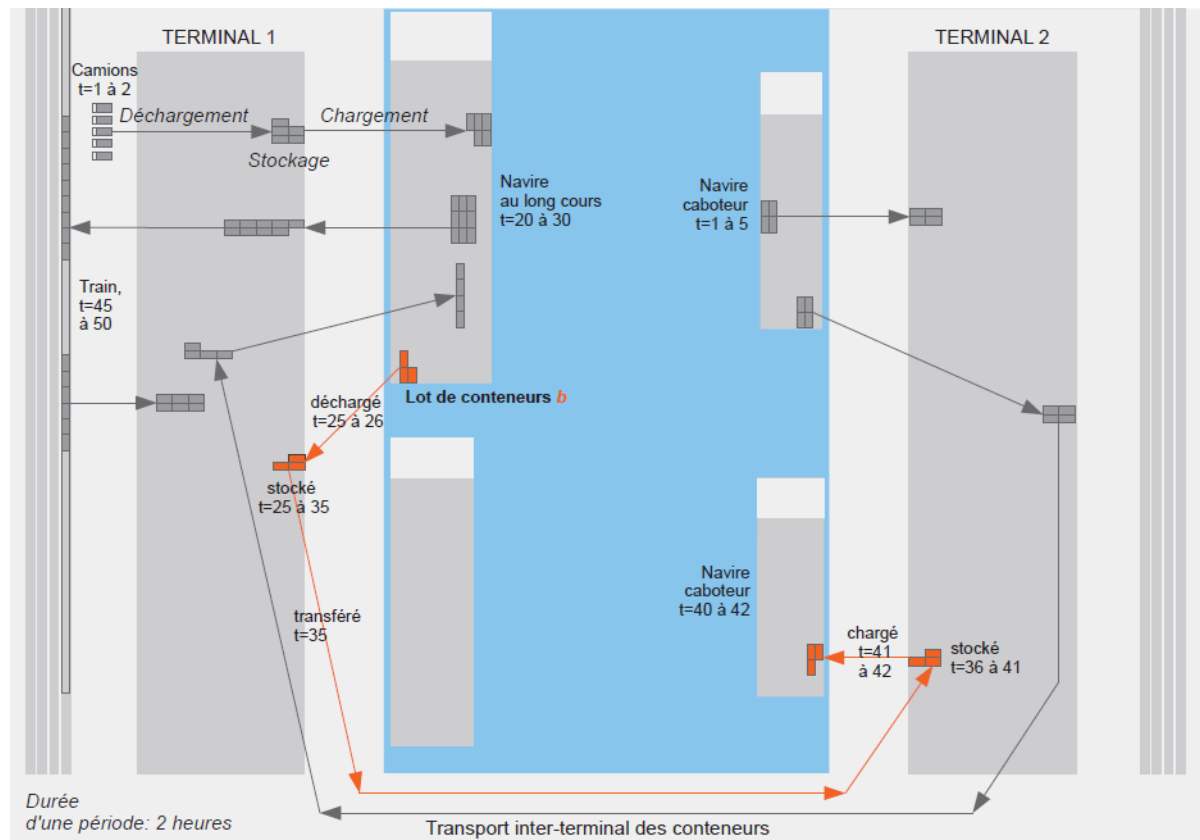 TERMINAL 1
TERMINAL 2
Camions
t=1 à 2
Déchargement
Chargement
Stockage
Navire
au long cours
t=20 à 30
Navire
caboteur
t=1 à 5
Train,
t=45
à 50
Lot de conteneurs b
déchargé
t=25 à 26
stocké
t=25 à 35
transféré
t=35
Navire
caboteur
t=40 à 42
chargé
t=41
à 42
stocké
t=36 à 41
Durée
d'une période: 2 heures
Transport inter-terminal des conteneurs